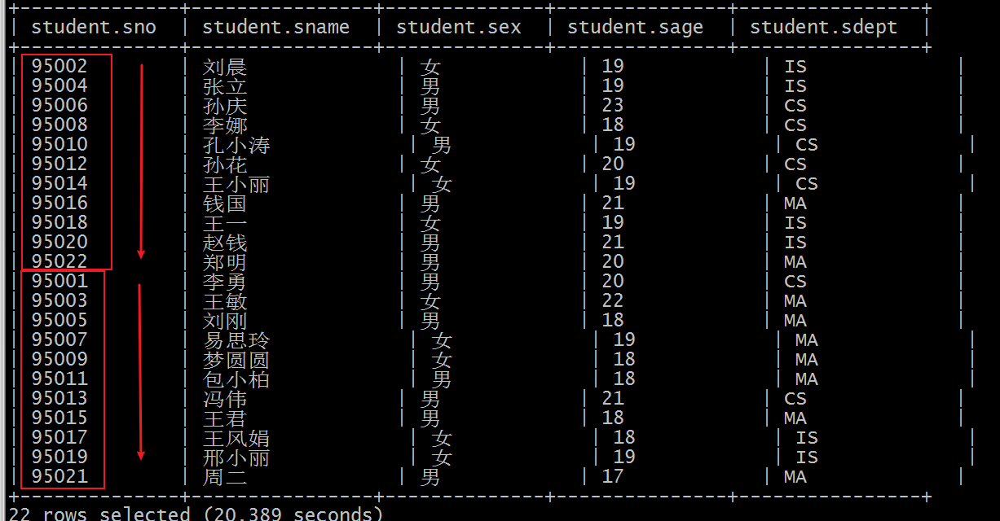 +---------------+----------------+--------------+---------------+----------------+
| student.sno | student.sname | student.sex | student.sage | student.sdept |
+---------------+----------------+--------------+---------------+----------------+
| 95002 | 刘晨 | 女 | 19 | IS |
| 95004 | 张立 | 男 | 19 | IS |
| 95006 | 孙庆 | 男 | 23 | CS |
| 95008 | 李娜 | 女 | 18 | CS |
| 95010 | 孔小涛 | 男 | 19 | CS |
| 95012 | 孙花 | 女 | 20 | CS |
| 95014 | 王小丽 | 女 | 19 | CS |
| 95016 | 钱国 | 男 | 21 | MA |
| 95018 | 王一 | 女 | 19 | IS |
| 95020 | 赵钱 | 男 | 21 | IS |
| 95022 | 郑明 | 男 | 20 | MA |
| 95001 | 李勇 | 男 | 20 | CS |
| 95003 | 王敏 | 女 | 22 | MA |
| 95005 | 刘刚 | 男 | 18 | MA |
| 95007 | 易思玲 | 女 | 19 | MA |
| 95009 | 梦圆圆 | 女 | 18 | MA |
| 95011 | 包小柏 | 男 | 18 | MA |
| 95013 | 冯伟 | 男 | 21 | CS |
| 95015 | 王君 | 男 | 18 | MA |
| 95017 | 王风娟 | 女 | 18 | IS |
| 95019 | 邢小丽 | 女 | 19 | IS |
| 95021 | 周二 | 男 | 17 | MA |
+---------------+----------------+--------------+---------------+----------------+
22 rows selected (20.389 seconds)